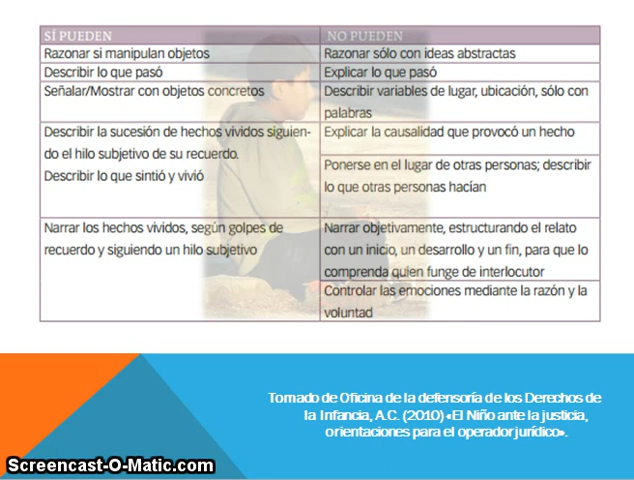 SÍ PUEDEN
NO PUEDEN
Razonar si manipulan objetos
Razonar sólo con ideas abstractas
Describir lo que pasó
Explicar lo que pasó
Señalar/Mostrar con objetos concretos
Describir variables de lugar, ubicación, sólo con
palabras
Describir la sucesión de hechos vividos siguien-
do el hilo subjetivo de su recuerdo.
Describir lo que sintió y vivió
Explicar la causalidad que provocó un hecho
Ponerse en el lugar de otras personas; describir
lo que otras personas hacían
Narrar los hechos vividos, según golpes de
recuerdo y siguiendo un hilo subjetivo
Narrar objetivamente, estructurando el relato
con un inicio, un desarrollo y un fin, para que lo
comprenda quien funge de interlocutor
Controlar las emociones mediante la razón y la
voluntad
Tomado de Oficina de la defensoría de los Derechos de
la Infancia, A.C. (2010) «El Niño ante la justicia,
orientaciones para el operador jurídico».
Screencast-O-Matic.com